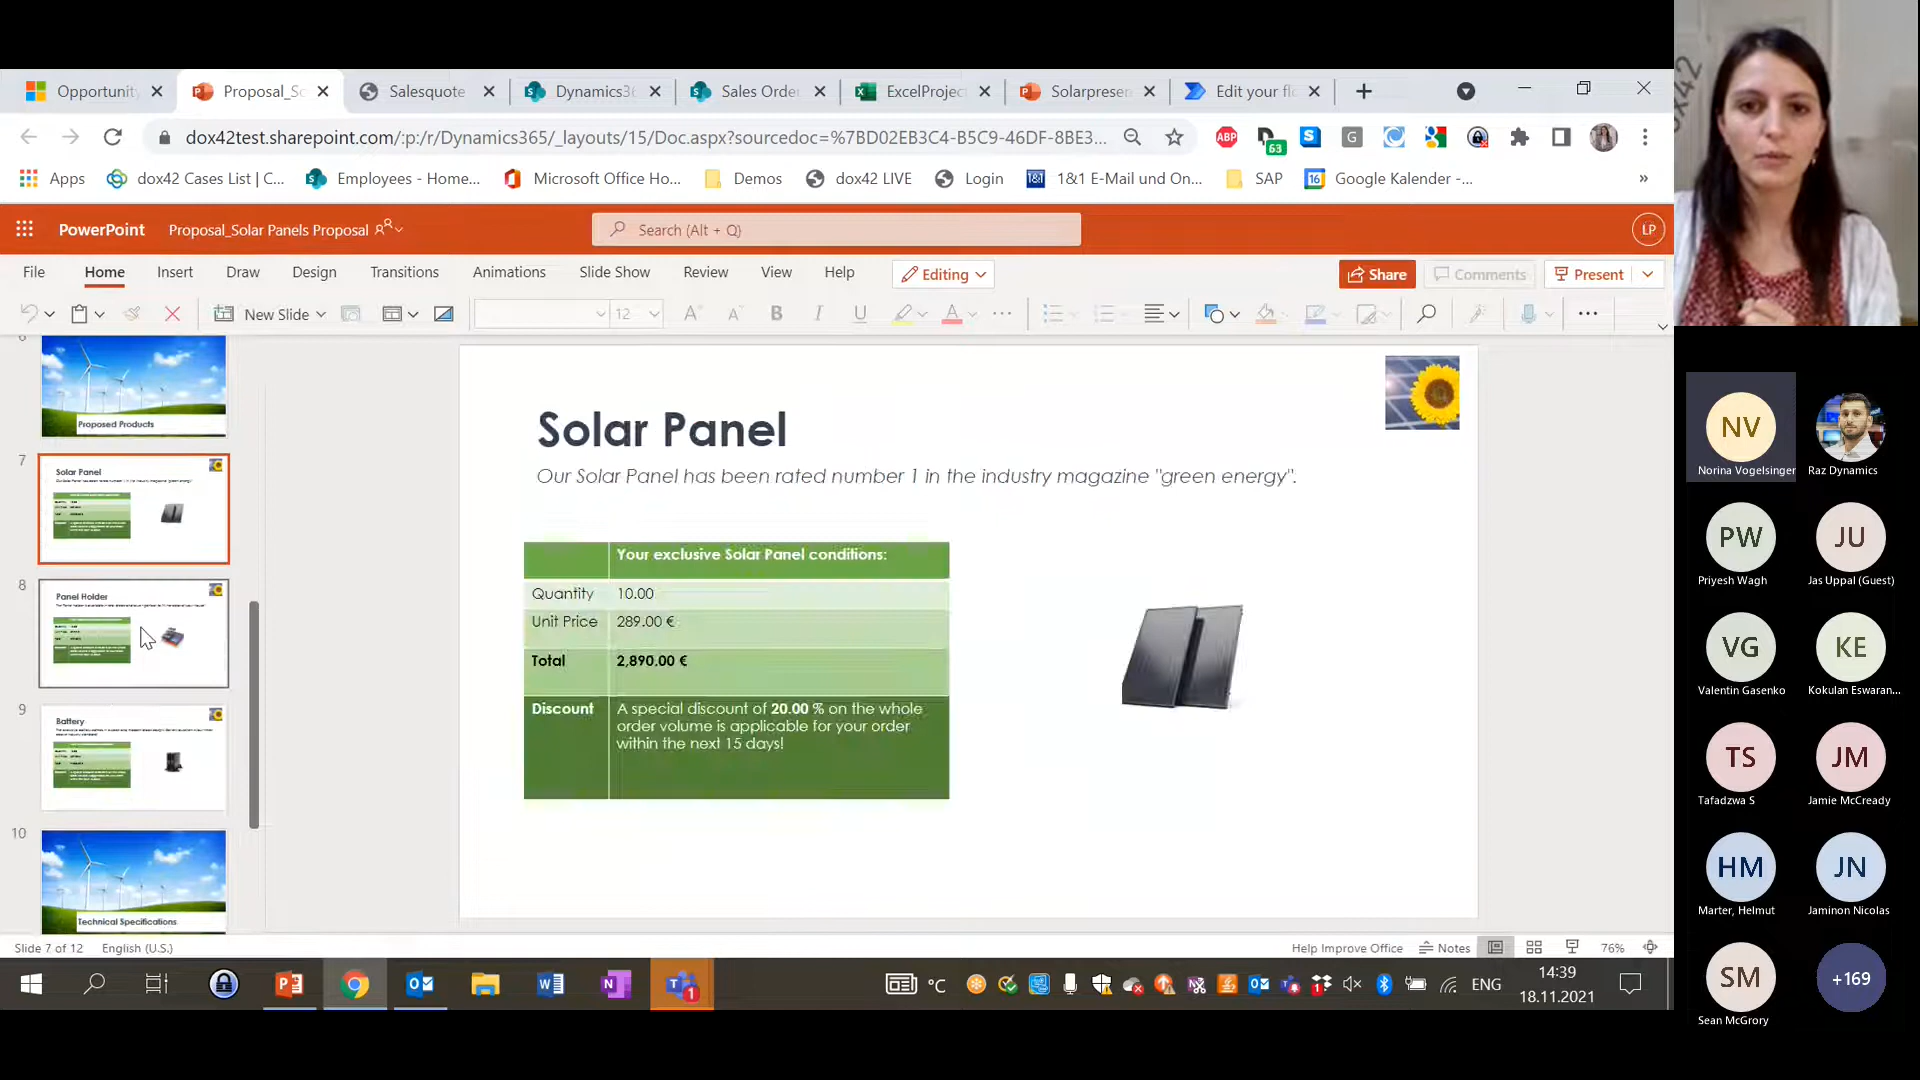 Opportunit
Proposal_So
Salesquote
Dynamics36
Sales Orde
ExcelProjec
Solarpresen
Edit your flo
dox42test.sharepoint.com/:p:/r/Dynamics365/_layouts/15/Doc.aspx?sourcedoc=%7BD02EB3C4-B5C9-46DF-8BE3...
ABP
63
Apps
dox42 Cases List | C...
Employees - Home...
Microsoft Office Ho...
Demos
dox42 LIVE
Login
1&1 E-Mail und On...
SAP
Google Kalender -...
PowerPoint
Proposal_Solar Panels Proposal
Search (Alt + Q)
LP
File
Home
Insert
Draw
Design
Transitions
Animations
Slide Show
Review
View
Help
Editing
Share
Comments
Present
New Slide
12
6
Proposed Products
7
Solar Panel
8
Panel Holder
9
Battery
10
Technical Specifications
Solar Panel
Our Solar Panel has been rated number 1 in the industry magazine "green energy".
Your exclusive Solar Panel conditions:
Quantity 10.00
Unit Price 289.00 €
Total 2,890.00 €
Discount A special discount of 20.00 % on the whole
order volume is applicable for your order
within the next 15 days!
Slide 7 of 12
English (U.S.)
Help Improve Office
Notes
76%
°C
ENG
14:39
18.11.2021
dox42
NV
Norina Vogelsinger
Raz Dynamics
PW
Priyesh Wagh
JU
Jas Uppal (Guest)
VG
Valentin Gasenko
KE
Kokulan Eswaran...
TS
Tafadzwa S
JM
Jamie McCready
HM
Marter, Helmut
JN
Jaminon Nicolas
SM
Sean McGrory
+169